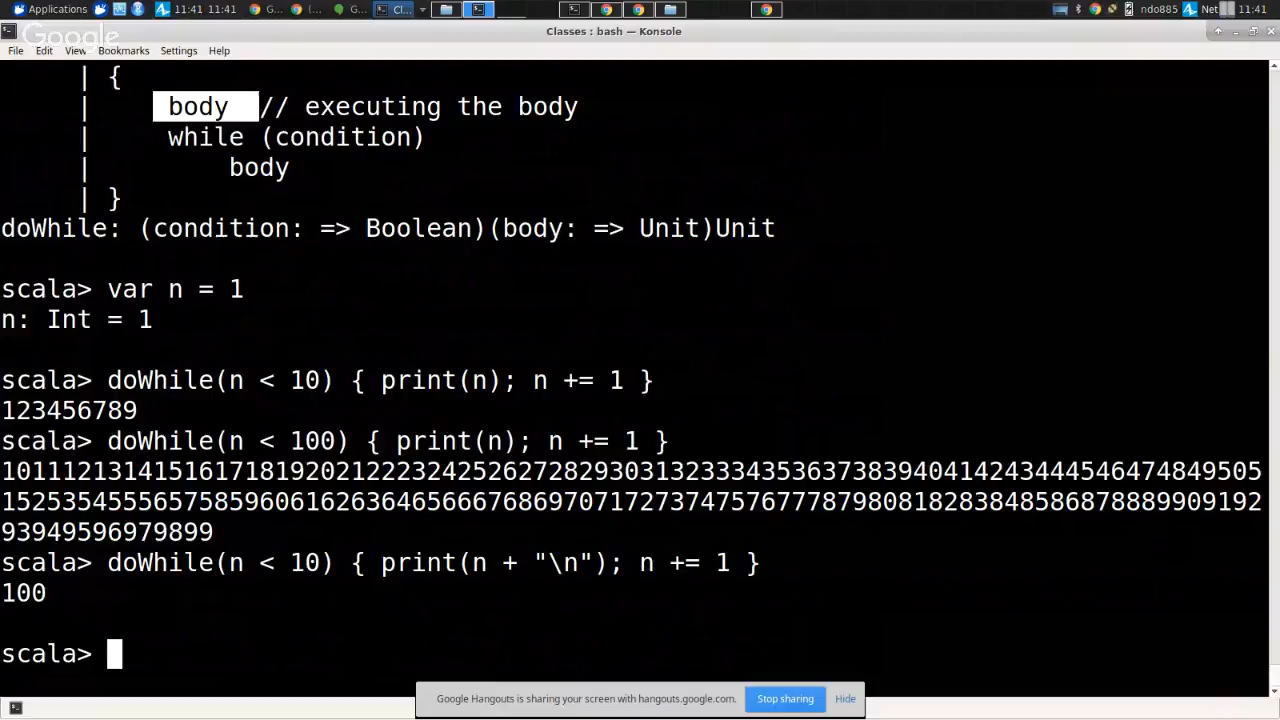 Applications 11:41 11:41 G... (... G... Cl... ndo885 Net 11:41
Google
Classes : bash — Konsole
File Edit View Bookmarks Settings Help
| {
| body // executing the body
| while (condition)
| body
| }
doWhile: (condition: => Boolean)(body: => Unit)Unit
scala> var n = 1
n: Int = 1
scala> doWhile(n < 10) { print(n); n += 1 }
123456789
scala> doWhile(n < 100) { print(n); n += 1 }
10111213141516171819202122232425262728293031323334353637383940414243444546474849505
15253545556575859606162636465666768697071727374757677787980818283848586878889909192
93949596979899
scala> doWhile(n < 10) { print(n + "\n"); n += 1 }
100
scala>
Google Hangouts is sharing your screen with hangouts.google.com. Stop sharing Hide